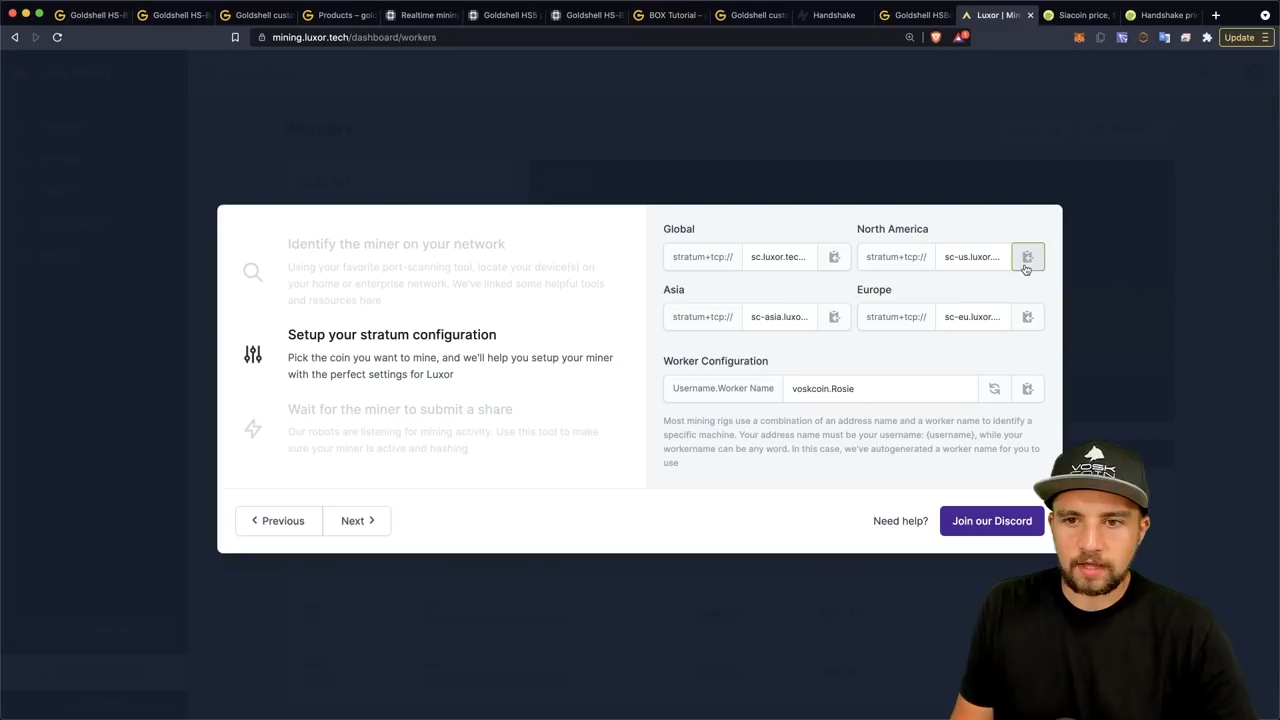 Goldshell HS-B
Goldshell HS-B
Goldshell cust
Products – gol
Realtime mining
Goldshell HS5
Goldshell HS-B
BOX Tutorial –
Goldshell cust
Handshake
Goldshell HSBo
Luxor | Min
Siacoin price,
Handshake pri
mining.luxor.tech/dashboard/workers
Update
Workers
Identify the miner on your network
Using your favorite port-scanning tool, locate your device(s) on
your home or enterprise network. We've linked some helpful tools
and resources here
Setup your stratum configuration
Pick the coin you want to mine, and we'll help you setup your miner
with the perfect settings for Luxor
Wait for the miner to submit a share
Our robots are listening for mining activity. Use this tool to make
sure your miner is active and hashing
Previous
Next
Global
stratum+tcp://
sc.luxor.tec...
North America
stratum+tcp://
sc-us.luxor....
Asia
stratum+tcp://
sc-asia.luxo...
Europe
stratum+tcp://
sc-eu.luxor....
Worker Configuration
Username.Worker Name
voskcoin.Rosie
Most mining rigs use a combination of an address name and a worker name to identify a
specific machine. Your address name must be your username: {username}, while your
workername can be any word. In this case, we've autogenerated a worker name for you to
use
Need help?
Join our Discord
VOSK
COIN